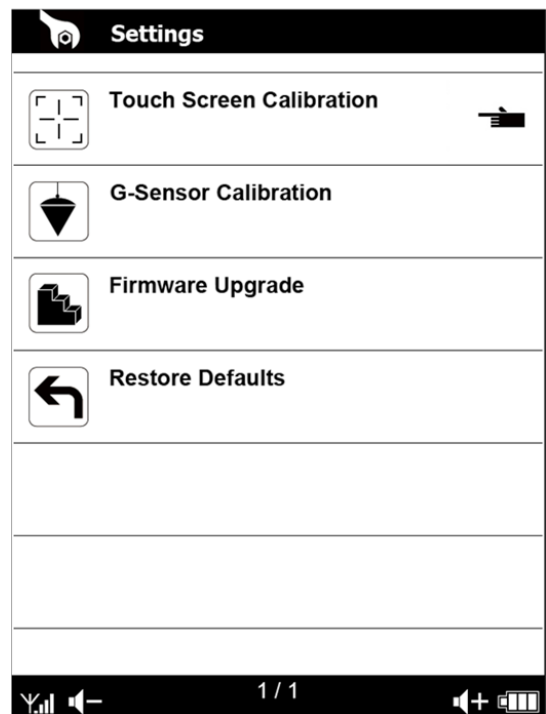 Settings
Touch Screen Calibration
G-Sensor Calibration
Firmware Upgrade
Restore Defaults
1 / 1